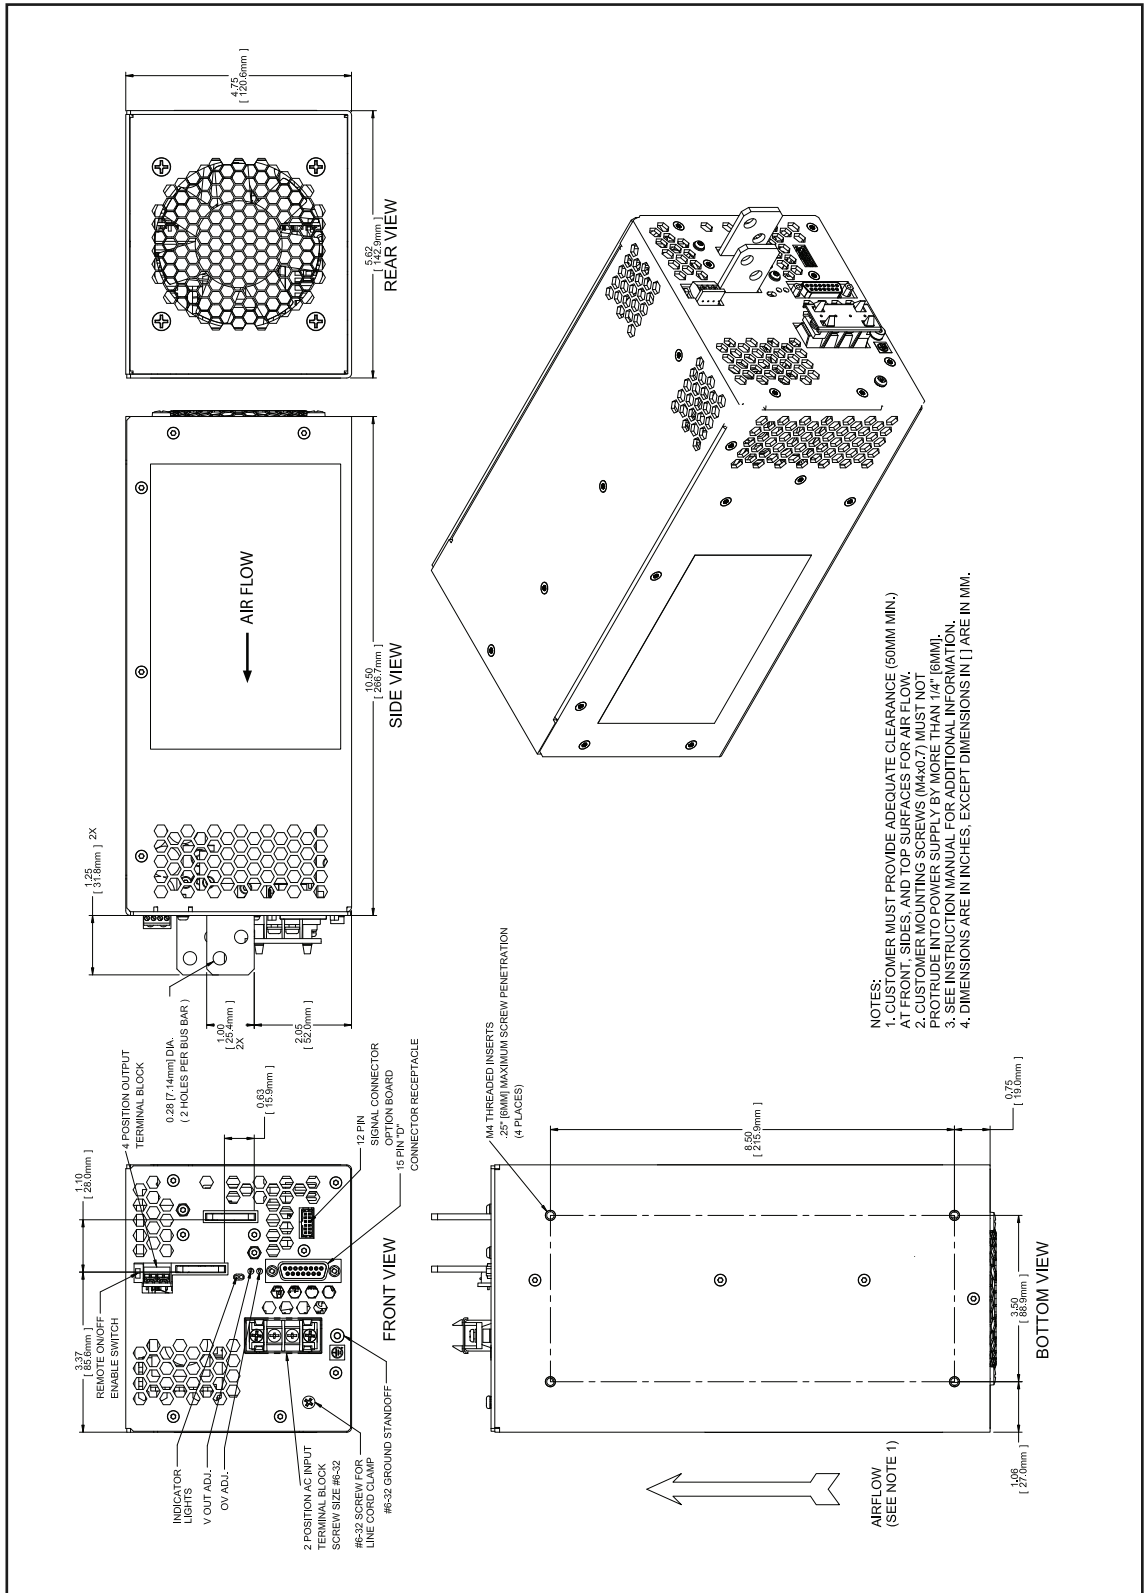 3.37
[ 85.6mm ]
1.10
[ 28.0mm ]
REMOTE ON/OFF
ENABLE SWITCH
4 POSITION OUTPUT
TERMINAL BLOCK
INDICATOR
LIGHTS
V OUT ADJ.
OV ADJ.
0.63
[ 15.9mm ]
2 POSITION AC INPUT
TERMINAL BLOCK
SCREW SIZE #6-32
#6-32 SCREW FOR
LINE CORD CLAMP
#6-32 GROUND STANDOFF
12 PIN
SIGNAL CONNECTOR
OPTION BOARD
15 PIN "D"
CONNECTOR RECEPTACLE
FRONT VIEW
1.25
[ 31.8mm ] 2X
0.28 [7.14mm] DIA.
( 2 HOLES PER BUS BAR )
1.00
[ 25.4mm ]
2X
2.05
[ 52.0mm ]
AIR FLOW
10.50
[ 266.7mm ]
SIDE VIEW
4.75
[ 120.6mm ]
5.62
[ 142.9mm ]
REAR VIEW
M4 THREADED INSERTS
.25" [6MM] MAXIMUM SCREW PENETRATION
(4 PLACES)
8.50
[ 215.9mm ]
0.75
[ 19.0mm ]
AIRFLOW
(SEE NOTE 1)
1.06
[ 27.0mm ]
3.50
[ 88.9mm ]
BOTTOM VIEW
NOTES:
1. CUSTOMER MUST PROVIDE ADEQUATE CLEARANCE (50MM MIN.)
AT FRONT, SIDES, AND TOP SURFACES FOR AIR FLOW.
2. CUSTOMER MOUNTING SCREWS (M4x0.7) MUST NOT
PROTRUDE INTO POWER SUPPLY BY MORE THAN 1/4" [6MM].
3. SEE INSTRUCTION MANUAL FOR ADDITIONAL INFORMATION.
4. DIMENSIONS ARE IN INCHES, EXCEPT DIMENSIONS IN [ ] ARE IN MM.